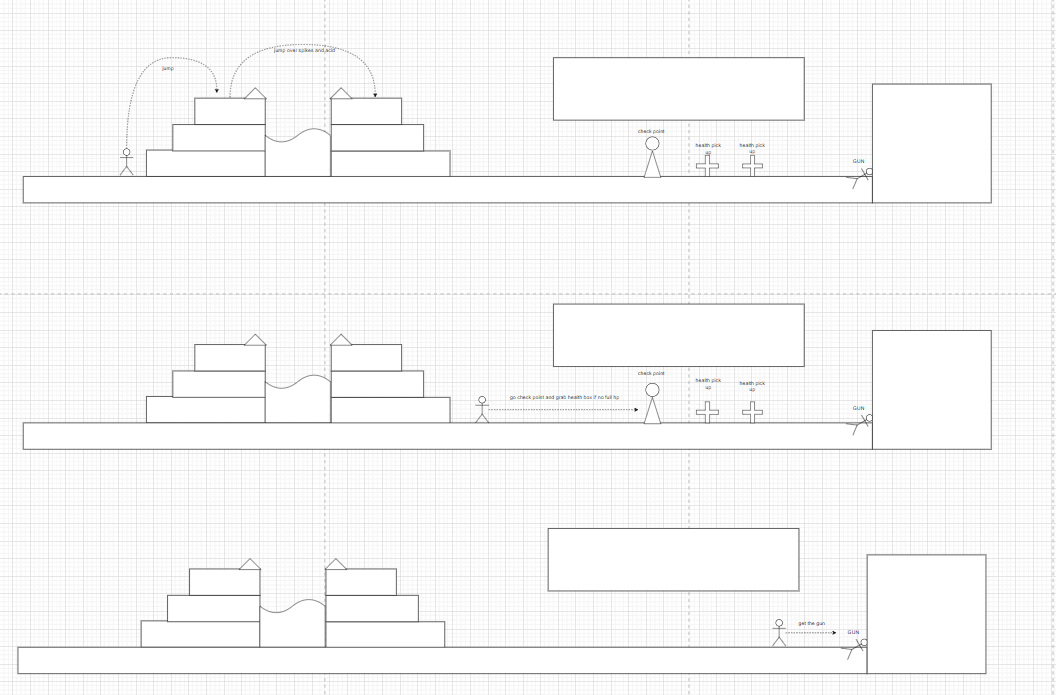 jump over spikes and acid
jump
check point
health pick
up
health pick
up
GUN
check point
health pick
up
health pick
up
go check point and grab health box if no full hp
GUN
get the gun
GUN